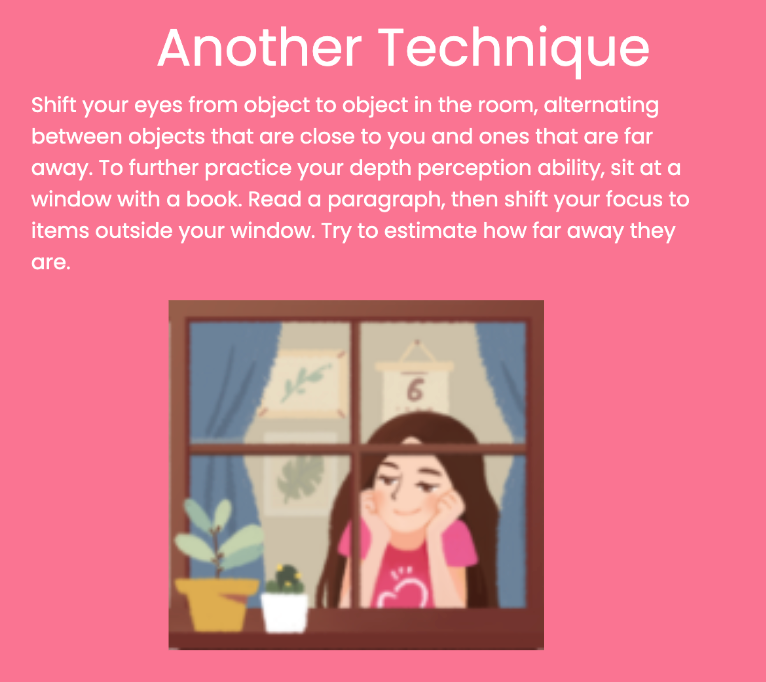 Another Technique
Shift your eyes from object to object in the room, alternating
between objects that are close to you and ones that are far
away. To further practice your depth perception ability, sit at a
window with a book. Read a paragraph, then shift your focus to
items outside your window. Try to estimate how far away they
are.
6